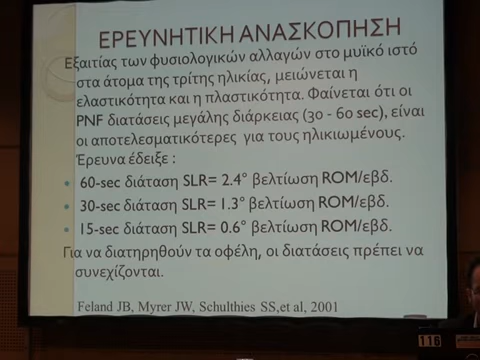 ΕΡΕΥΝΗΤΙΚΗ ΑΝΑΣΚΟΠΗΣΗ
Εξαιτίας των φυσιολογικών αλλαγών στο μυϊκό ιστό
στα άτομα της τρίτης ηλικίας, μειώνεται η
ελαστικότητα και η πλαστικότητα. Φαίνεται ότι οι
PNF διατάσεις μεγάλης διάρκειας (30 - 60 sec), είναι
οι αποτελεσματικότερες για τους ηλικιωμένους.
Έρευνα έδειξε :
• 60-sec διάταση SLR= 2.4° βελτίωση ROM/εβδ.
• 30-sec διάταση SLR= 1.3° βελτίωση ROM/εβδ.
• 15-sec διάταση SLR= 0.6° βελτίωση ROM/εβδ.
Για να διατηρηθούν τα οφέλη, οι διατάσεις πρέπει να
συνεχίζονται.
Feland JB, Myrer JW, Schulthies SS,et al, 2001
116